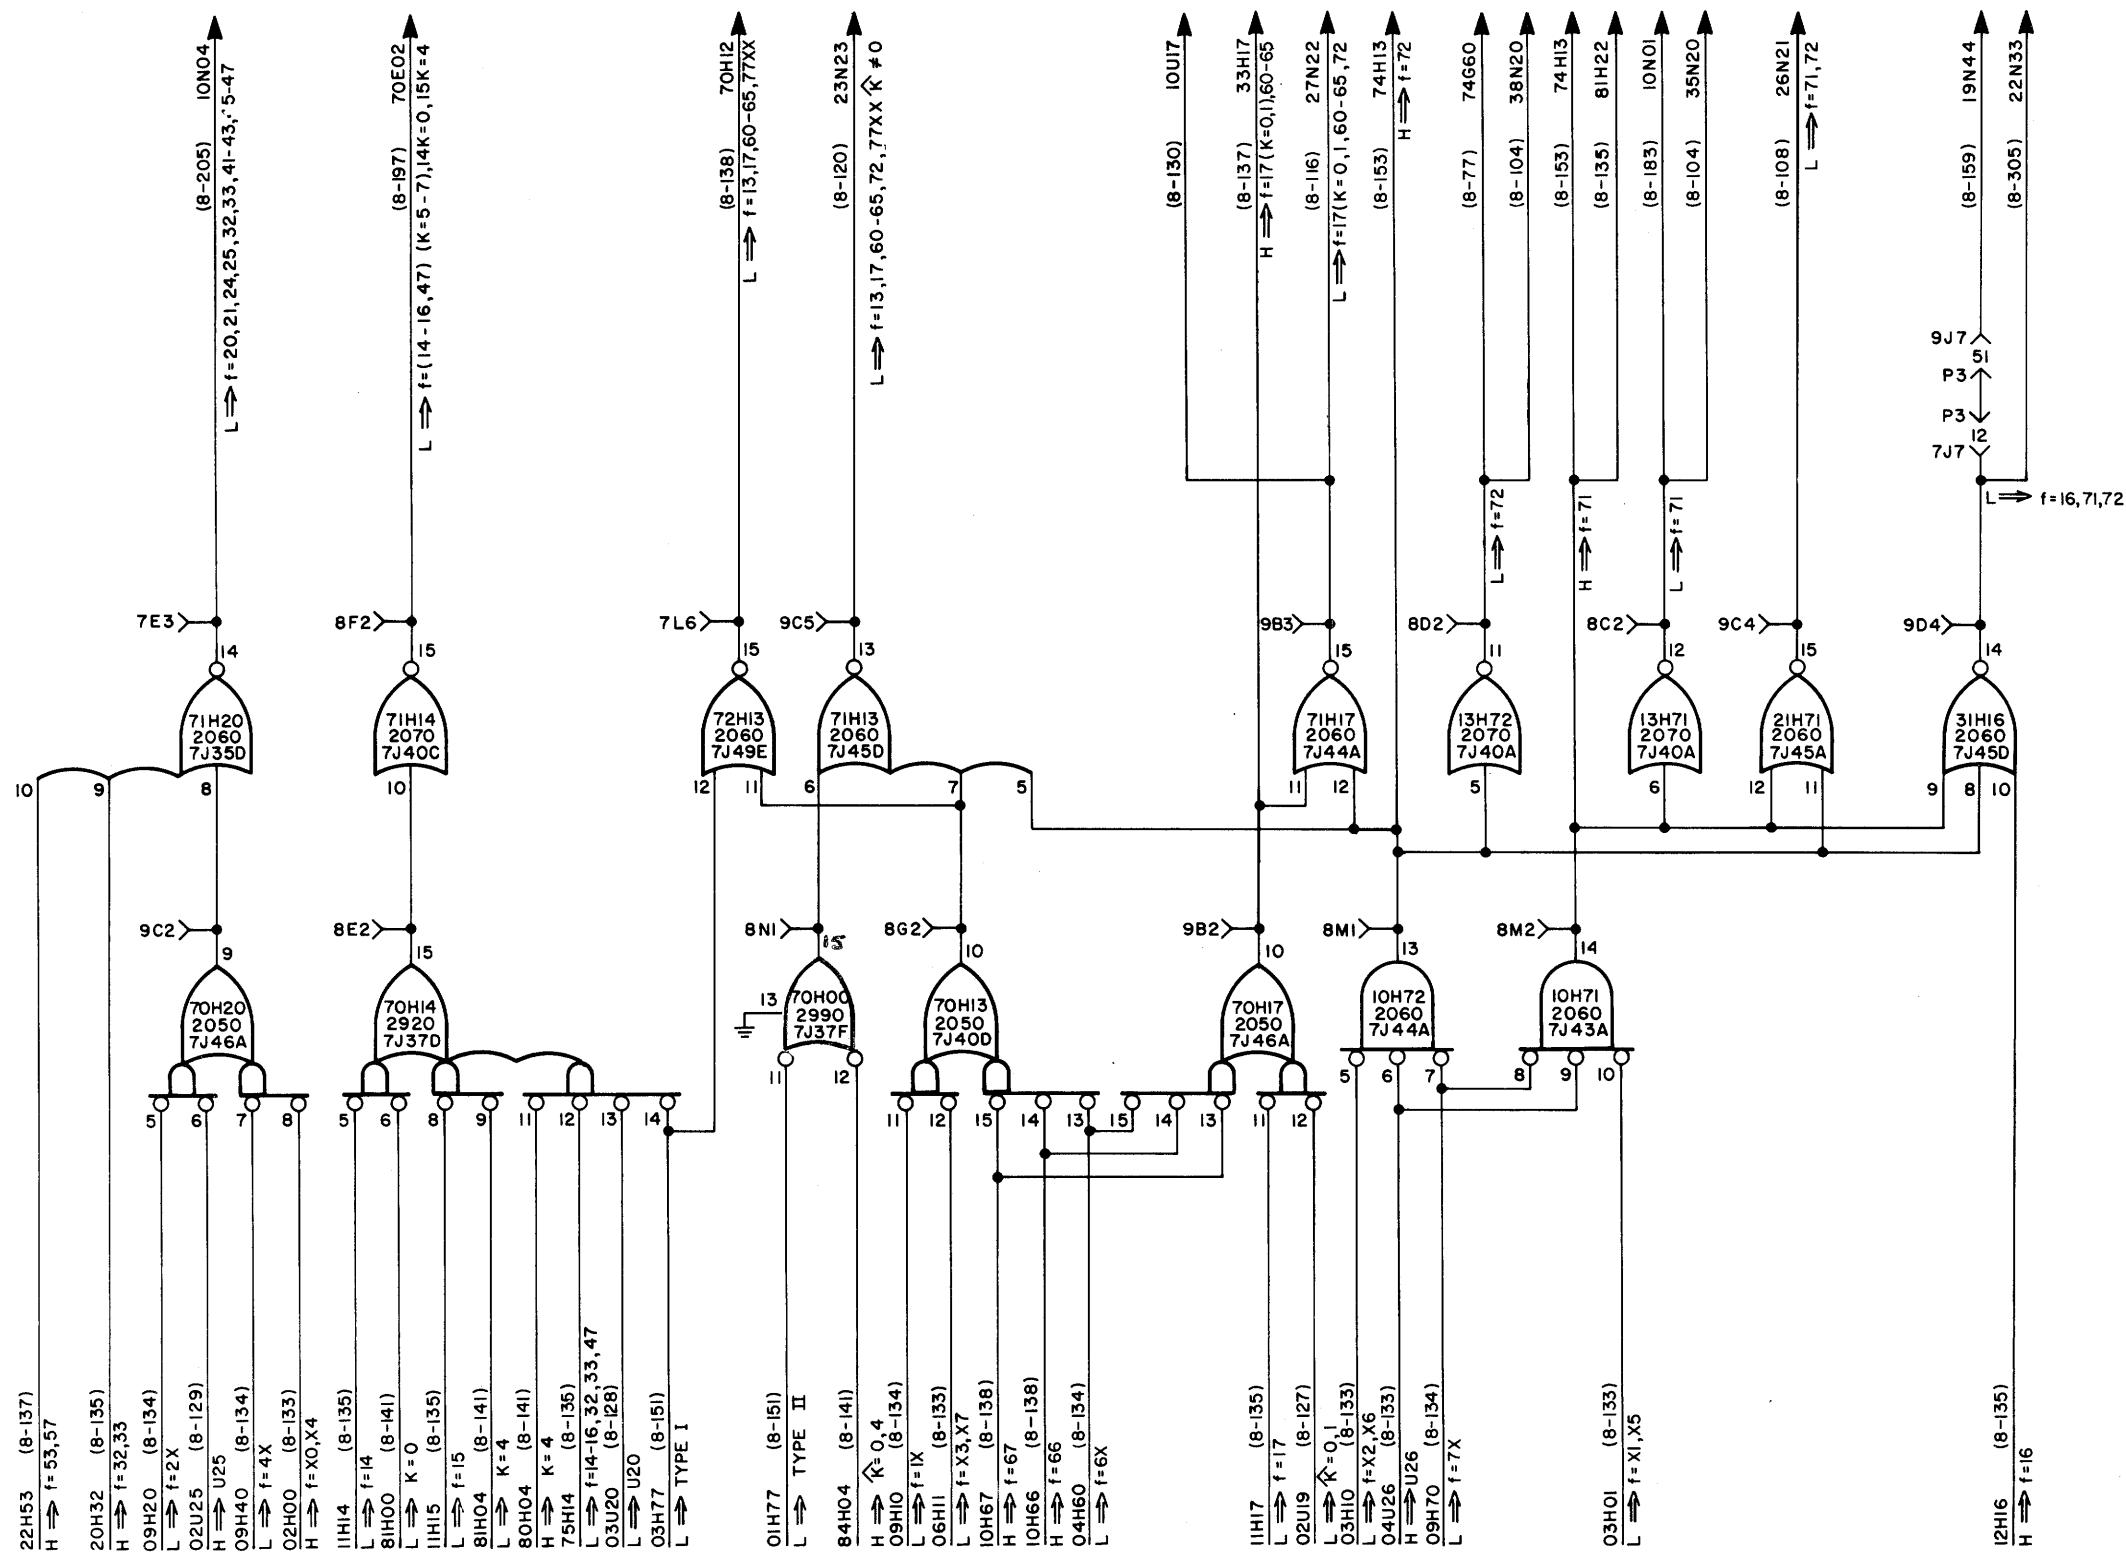 10N04
(8-205)
L ⟹ f=20,21,24,25,32,33,41-43,45-47
70E02
(8-197)
L ⟹ f=(14-16,47) (K=5-7),14K=0,15K=4
70H12
(8-138)
L ⟹ f=13,17,60-65,77XX
23N23
(8-120)
L ⟹ f=13,17,60-65,72,77XX K̂ ≠ 0
10U17
(8-130)
33H17
(8-137)
H ⟹ f=17(K=0,1),60-65
27N22
(8-116)
L ⟹ f=17(K=0,1,60-65,72
74H13
(8-153)
H ⟹ f=72
74G60
(8-77)
38N20
(8-104)
74H13
(8-153)
81H22
(8-135)
10N01
(8-183)
35N20
(8-104)
26N21
(8-108)
L ⟹ f=71,72
19N44
(8-159)
22N33
(8-305)
9J7
51
P3
P3
12
7J7
L ⟹ f=16,71,72
L ⟹ f=72
H ⟹ f=71
L ⟹ f=71
7E3
14
8F2
15
7L6
15
9C5
13
9B3
15
8D2
11
8C2
12
9C4
15
9D4
14
71H20
2060
7J35D
71H14
2070
7J40C
72H13
2060
7J49E
71H13
2060
7J45D
71H17
2060
7J44A
13H72
2070
7J40A
13H71
2070
7J40A
21H71
2060
7J45A
31H16
2060
7J45D
10 9 8
10
12 11
6 7 5
11 12
5
6
12 11
9 8 10
9C2
9
8E2
15
8N1
15
8G2
10
9B2
10
8M1
13
8M2
14
70H20
2050
7J46A
70H14
2920
7J37D
13
70H00
2990
7J37F
70H13
2050
7J40D
70H17
2050
7J46A
10H72
2060
7J44A
10H71
2060
7J43A
5 6 7 8
5 6 8 9 11 12 13 14
11 12
11 12 15 14 13
15 14 13 11 12
5 6 7
8 9 10
22H53 (8-137)
H ⟹ f=53,57
20H32 (8-135)
H ⟹ f=32,33
09H20 (8-134)
L ⟹ f=2X
02U25 (8-129)
H ⟹ U25
09H40 (8-134)
L ⟹ f=4X
02H00 (8-133)
H ⟹ f=X0,X4
11H14 (8-135)
L ⟹ f=14
81H00 (8-141)
L ⟹ K=0
11H15 (8-135)
L ⟹ f=15
81H04 (8-141)
L ⟹ K=4
80H04 (8-141)
H ⟹ K=4
75H14 (8-135)
L ⟹ f=14-16,32,33,47
03U20 (8-128)
L ⟹ U20
03H77 (8-151)
L ⟹ TYPE I
01H77 (8-151)
L ⟹ TYPE II
84H04 (8-141)
H ⟹ K̂=0,4
09H10 (8-134)
L ⟹ f=1X
06H11 (8-133)
L ⟹ f=X3,X7
10H67 (8-138)
H ⟹ f=67
10H66 (8-138)
H ⟹ f=66
04H60 (8-134)
L ⟹ f=6X
11H17 (8-135)
L ⟹ f=17
02U19 (8-127)
L ⟹ K̂=0,1
03H10 (8-133)
L ⟹ f=X2,X6
04U26 (8-133)
H ⟹ U26
09H70 (8-134)
L ⟹ f=7X
03H01 (8-133)
L ⟹ f=X1,X5
12H16 (8-135)
H ⟹ f=16